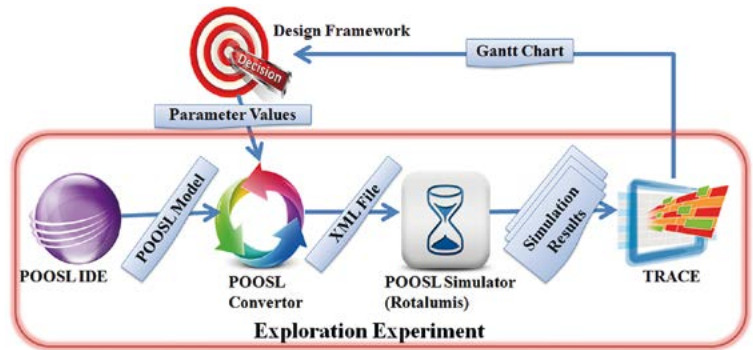 Design Framework
Decision
Gantt Chart
Parameter Values
POOSL Model
XML File
Simulation
Results
POOSL IDE
POOSL
Convertor
POOSL Simulator
(Rotalumis)
TRACE
Exploration Experiment